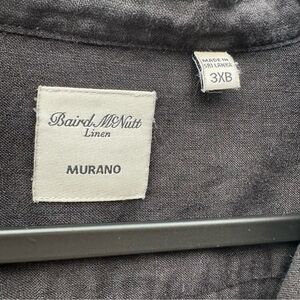 Baird McNutt
Linen
MURANO
MADE IN
SRI LANKA
3XB